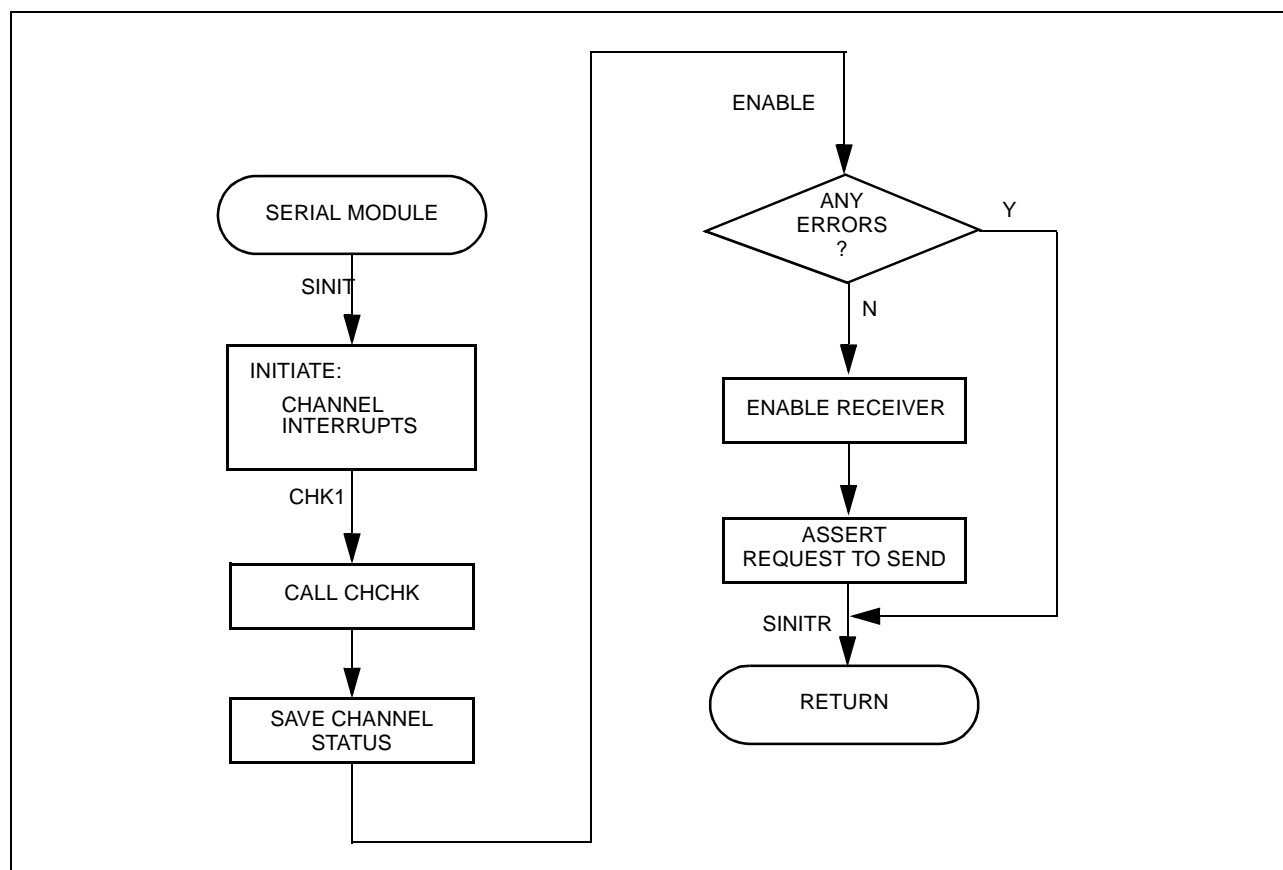 SERIAL MODULE
SINIT
INITIATE:
CHANNEL
INTERRUPTS
CHK1
CALL CHCHK
SAVE CHANNEL
STATUS
ENABLE
ANY
ERRORS
?
Y
N
ENABLE RECEIVER
ASSERT
REQUEST TO SEND
SINITR
RETURN